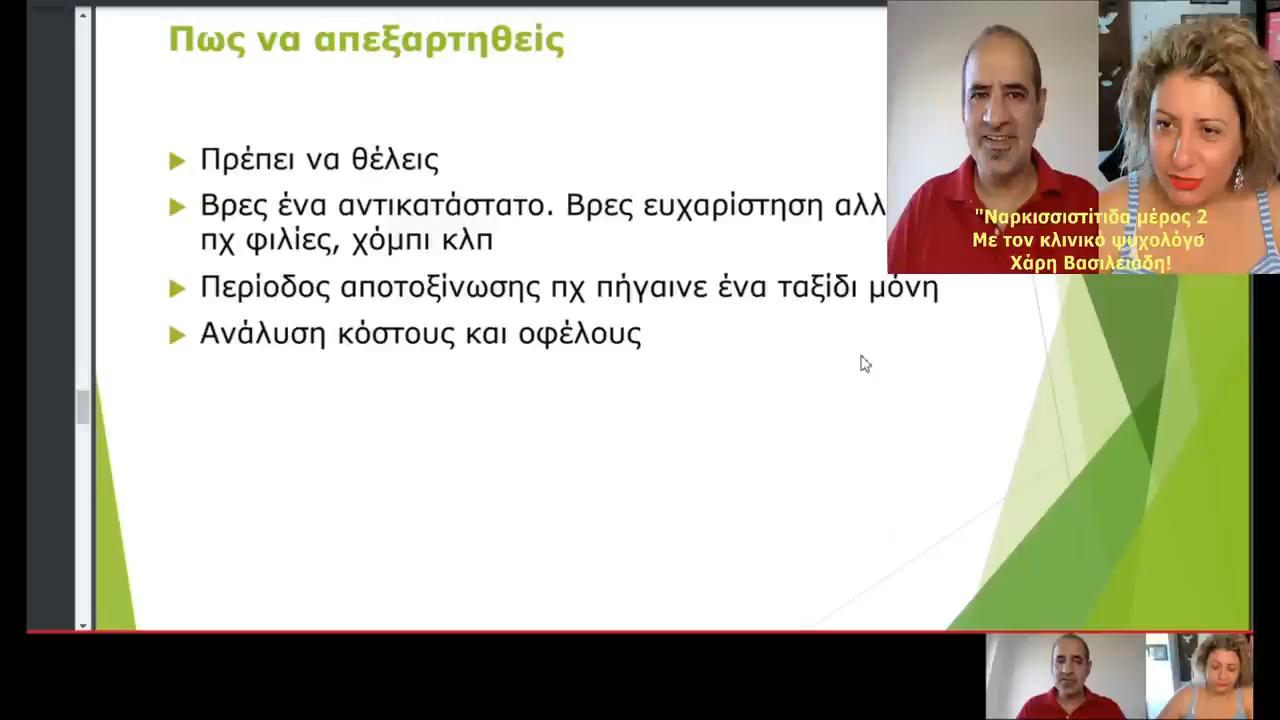 Πως να απεξαρτηθείς
Πρέπει να θέλεις
Βρες ένα αντικατάστατο. Βρες ευχαρίστηση αλλ
πχ φιλίες, χόμπι κλπ
Περίοδος αποτοξίνωσης πχ πήγαινε ένα ταξίδι μόνη
Ανάλυση κόστους και οφέλους
"Ναρκισσιστίτιδα μέρος 2
Με τον κλινικό ψυχολόγο
Χάρη Βασιλειάδη!